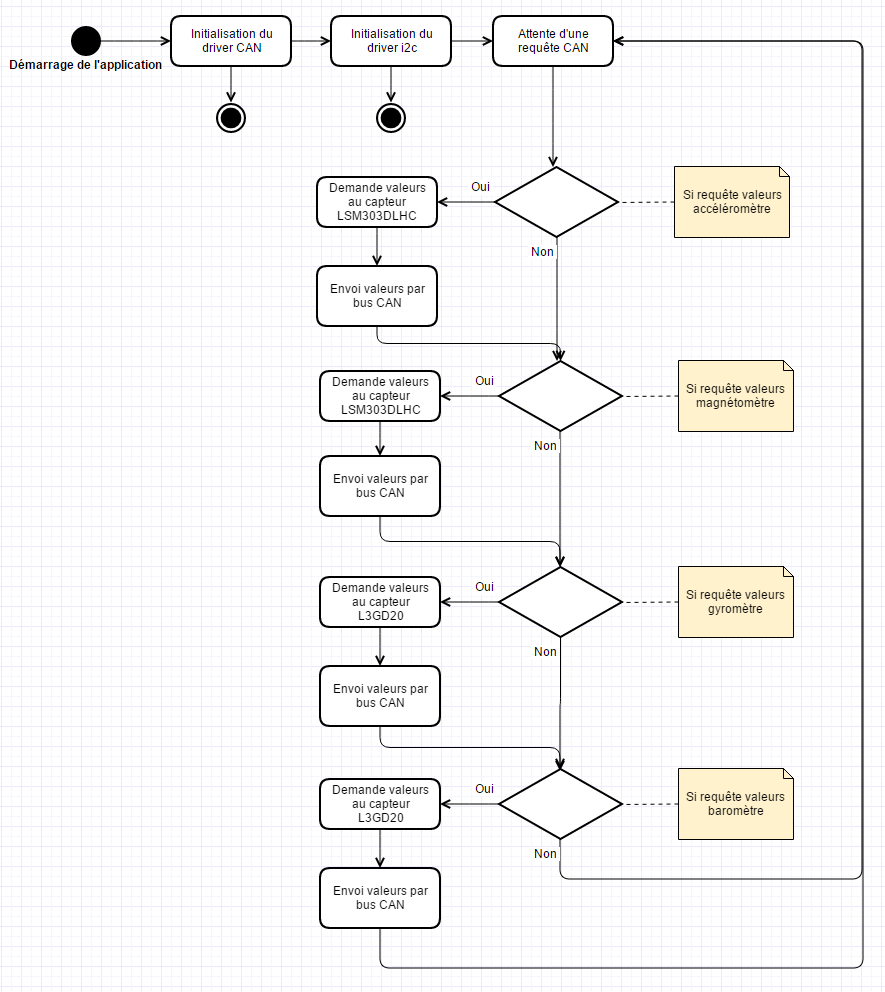 Initialisation du
driver CAN
Initialisation du
driver i2c
Attente d'une
requête CAN
Démarrage de l'application
Oui
Demande valeurs
au capteur
LSM303DLHC
Si requête valeurs
accéléromètre
Non
Envoi valeurs par
bus CAN
Oui
Demande valeurs
au capteur
LSM303DLHC
Si requête valeurs
magnétomètre
Non
Envoi valeurs par
bus CAN
Oui
Demande valeurs
au capteur
L3GD20
Si requête valeurs
gyromètre
Non
Envoi valeurs par
bus CAN
Oui
Demande valeurs
au capteur
L3GD20
Si requête valeurs
baromètre
Non
Envoi valeurs par
bus CAN